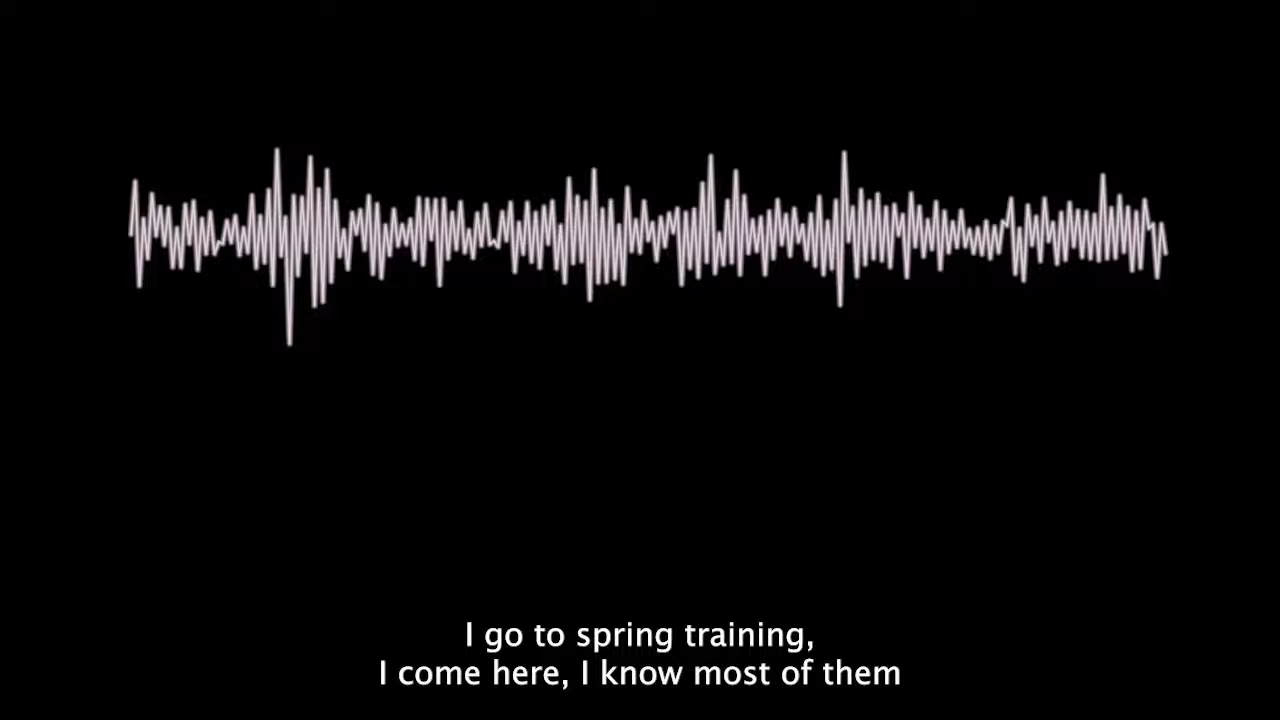 I go to spring training,
I come here, I know most of them